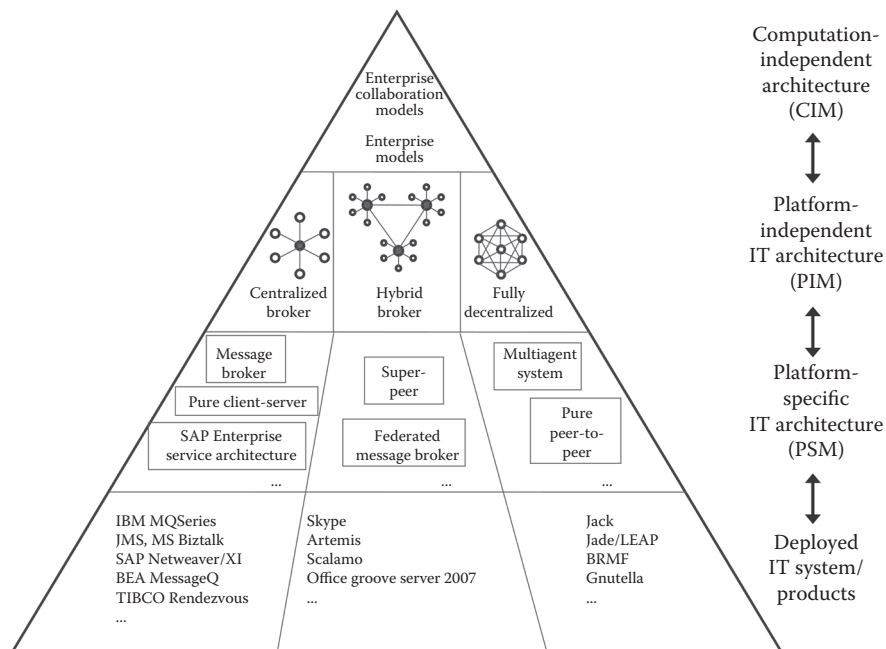 Enterprise
collaboration
models
Enterprise
models
Computation-
independent
architecture
(CIM)
Centralized
broker
Hybrid
broker
Fully
decentralized
Platform-
independent
IT architecture
(PIM)
Message
broker
Pure client-server
SAP Enterprise
service architecture
...
Super-
peer
Federated
message broker
...
Multiagent
system
Pure
peer-to-
peer
...
Platform-
specific
IT architecture
(PSM)
IBM MQSeries
JMS, MS Biztalk
SAP Netweaver/XI
BEA MessageQ
TIBCO Rendezvous
...
Skype
Artemis
Scalamo
Office groove server 2007
...
Jack
Jade/LEAP
BRMF
Gnutella
...
Deployed
IT system/
products